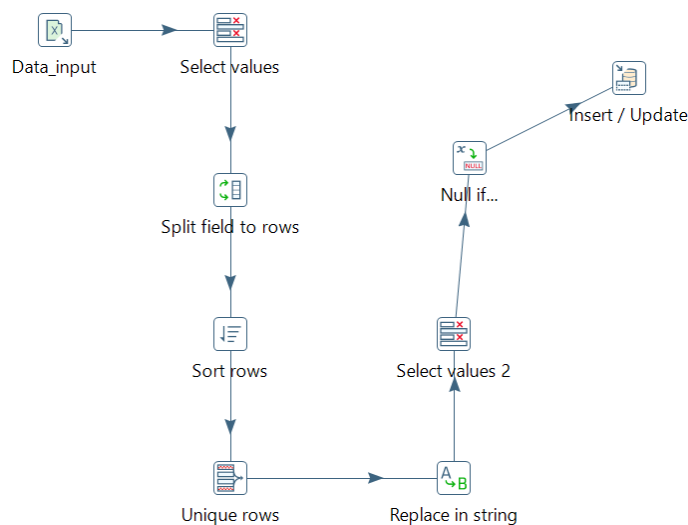 Data_input
Select values
Split field to rows
Sort rows
Unique rows
A
B
Replace in string
Select values 2
x
NULL
Null if...
Insert / Update